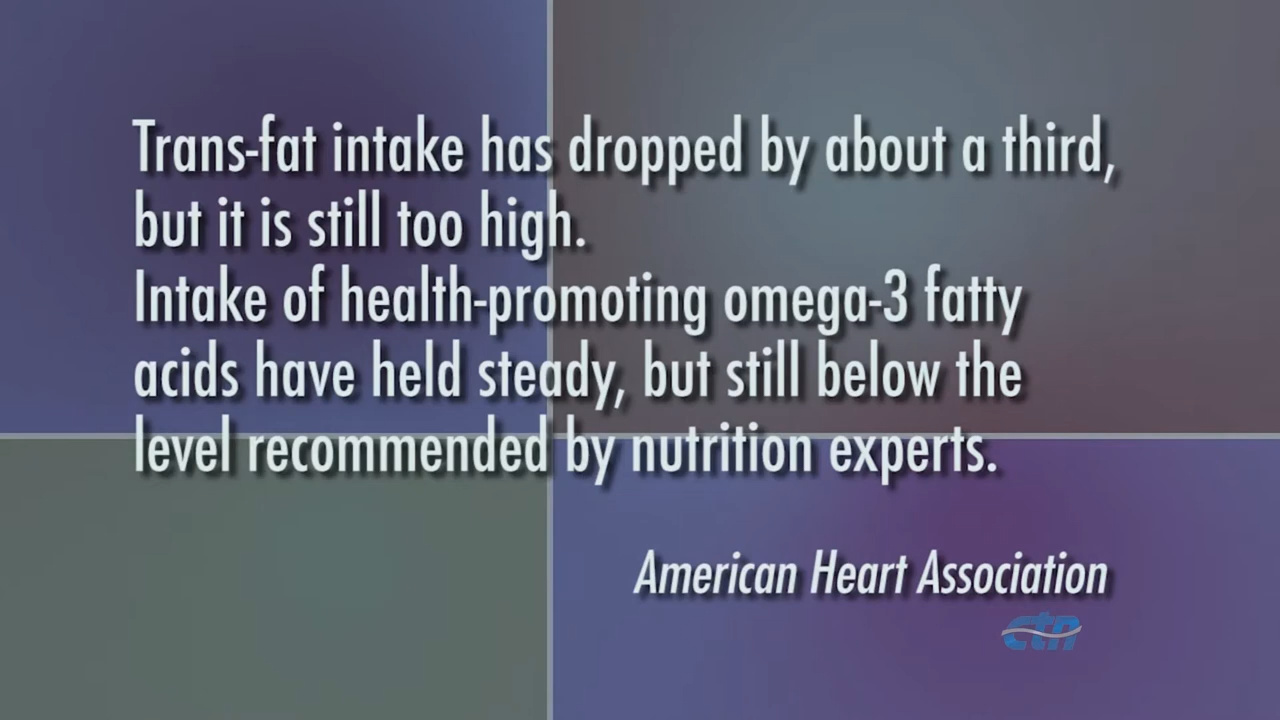 Trans-fat intake has dropped by about a third,
but it is still too high.
Intake of health-promoting omega-3 fatty
acids have held steady, but still below the
level recommended by nutrition experts.
American Heart Association
ctn